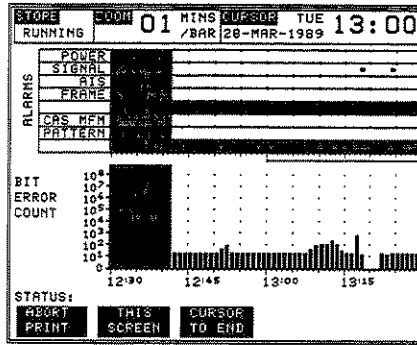 STORE ZOOM 01 MINS /BAR CURSOR TUE 13:00
RUNNING 28-MAR-1989
ALARMS
POWER
SIGNAL
AIS
FRAME
CAS MFM
PATTERN
BIT ERROR COUNT
10⁸
10⁷
10⁶
10⁵
10⁴
10³
10²
10¹
0
12:30 12:45 13:00 13:15
STATUS:
ABORT PRINT THIS SCREEN CURSOR TO END